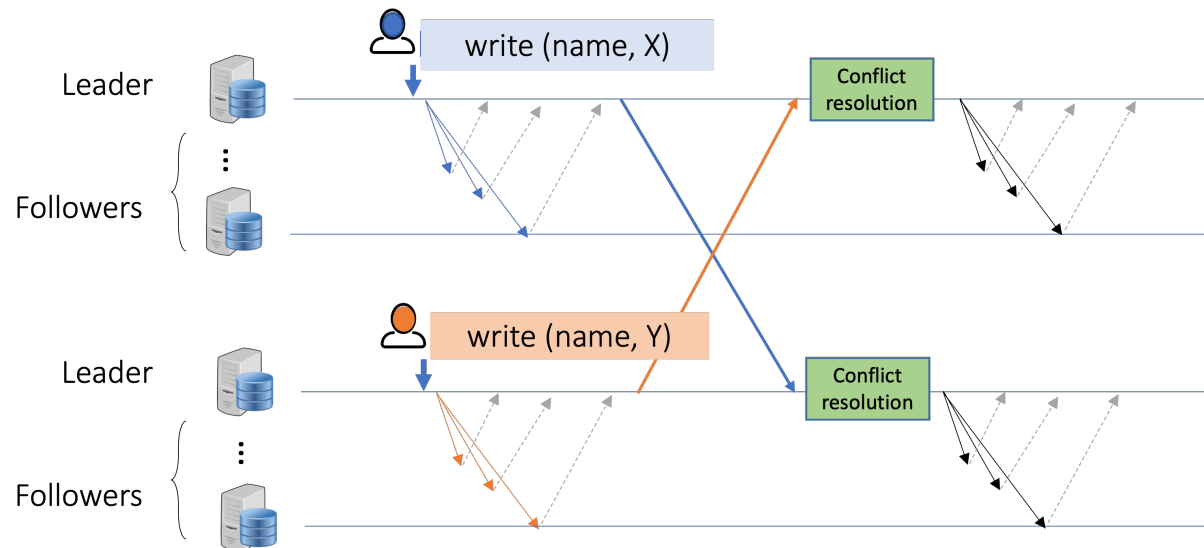 write (name, X)
Leader
Conflict
resolution
...
Followers
write (name, Y)
Leader
Conflict
resolution
...
Followers